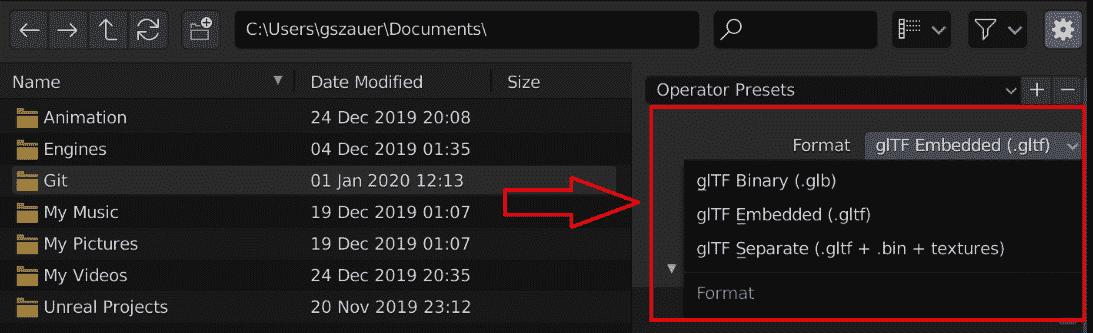 C:\Users\gszauer\Documents\
Name Date Modified Size
Animation 24 Dec 2019 20:08
Engines 04 Dec 2019 01:35
Git 01 Jan 2020 12:13
My Music 19 Dec 2019 01:07
My Pictures 19 Dec 2019 01:07
My Videos 24 Dec 2019 20:35
Unreal Projects 20 Nov 2019 23:12
Operator Presets
Format glTF Embedded (.gltf)
glTF Binary (.glb)
glTF Embedded (.gltf)
glTF Separate (.gltf + .bin + textures)
Format